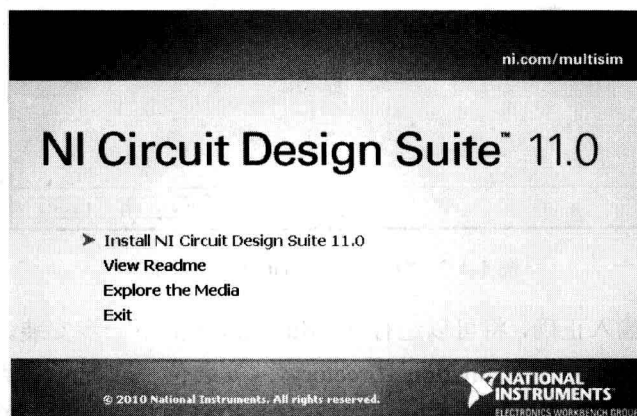 ni.com/multisim
NI Circuit Design Suite™ 11.0
➤ Install NI Circuit Design Suite 11.0
View Readme
Explore the Media
Exit
© 2010 National Instruments. All rights reserved.
NATIONAL
INSTRUMENTS™
ELECTRONICS WORKBENCH GROUP